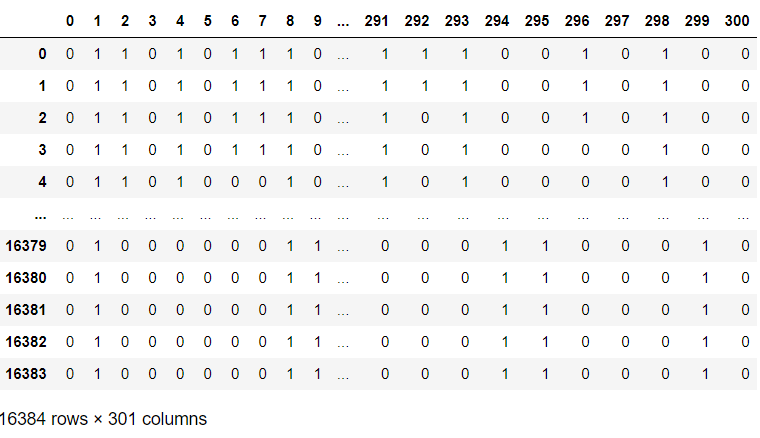 0 1 2 3 4 5 6 7 8 9 ... 291 292 293 294 295 296 297 298 299 300
0 0 1 1 0 1 0 1 1 1 0 ... 1 1 1 0 0 1 0 1 0 0
1 0 1 1 0 1 0 1 1 1 0 ... 1 1 1 0 0 1 0 1 0 0
2 0 1 1 0 1 0 1 1 1 0 ... 1 0 1 0 0 1 0 1 0 0
3 0 1 1 0 1 0 1 1 1 0 ... 1 0 1 0 0 0 0 1 0 0
4 0 1 1 0 1 0 0 0 1 0 ... 1 0 1 0 0 0 0 1 0 0
... ... ... ... ... ... ... ... ... ... ... ... ... ... ... ... ... ... ... ... ... ...
16379 0 1 0 0 0 0 0 0 1 1 ... 0 0 0 1 1 0 0 0 1 0
16380 0 1 0 0 0 0 0 0 1 1 ... 0 0 0 1 1 0 0 0 1 0
16381 0 1 0 0 0 0 0 0 1 1 ... 0 0 0 1 1 0 0 0 1 0
16382 0 1 0 0 0 0 0 0 1 1 ... 0 0 0 1 1 0 0 0 1 0
16383 0 1 0 0 0 0 0 0 1 1 ... 0 0 0 1 1 0 0 0 1 0
16384 rows × 301 columns